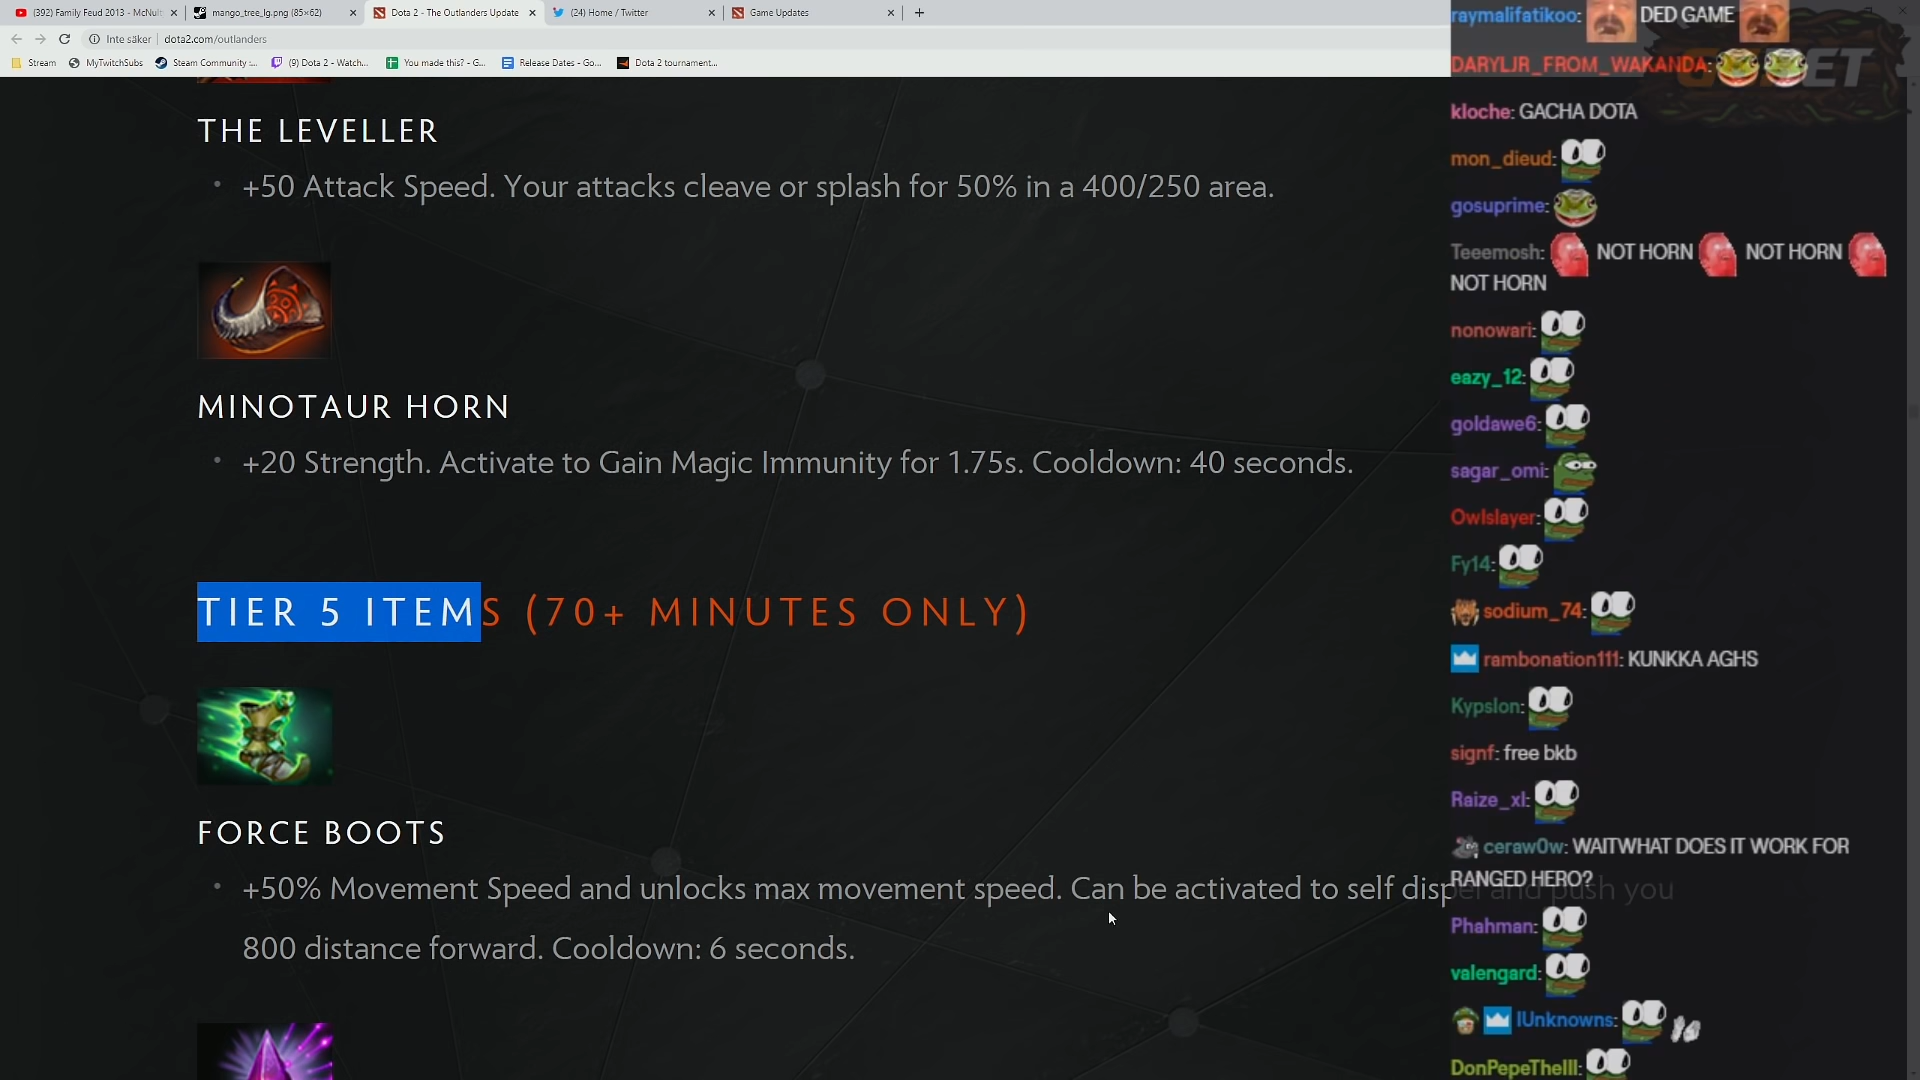 (392) Family Feud 2013 - McNult
mango_tree_lg.png (85×62)
Dota 2 - The Outlanders Update
(24) Home / Twitter
Game Updates
Inte säker | dota2.com/outlanders
Stream
MyTwitchSubs
Steam Community :...
(9) Dota 2 - Watch...
You made this? - G...
Release Dates - Go...
Dota 2 tournament...
THE LEVELLER
• +50 Attack Speed. Your attacks cleave or splash for 50% in a 400/250 area.
MINOTAUR HORN
• +20 Strength. Activate to Gain Magic Immunity for 1.75s. Cooldown: 40 seconds.
TIER 5 ITEMS (70+ MINUTES ONLY)
FORCE BOOTS
• +50% Movement Speed and unlocks max movement speed. Can be activated to self dispel and push you
800 distance forward. Cooldown: 6 seconds.
raymalifatikoo: DED GAME
DARYLJR_FROM_WAKANDA:
kloche: GACHA DOTA
mon_dieud:
gosuprime:
Teeemosh: NOT HORN NOT HORN
NOT HORN
nonowari:
eazy_12:
goldawe6:
sagar_omi:
Owlslayer:
Fy14:
sodium_74:
rambonation111: KUNKKA AGHS
Kypslon:
signf: free bkb
Raize_xl:
ceraw0w: WAITWHAT DOES IT WORK FOR
RANGED HERO?
Phahman:
valengard:
IUnknowns:
DonPepeTheIII: